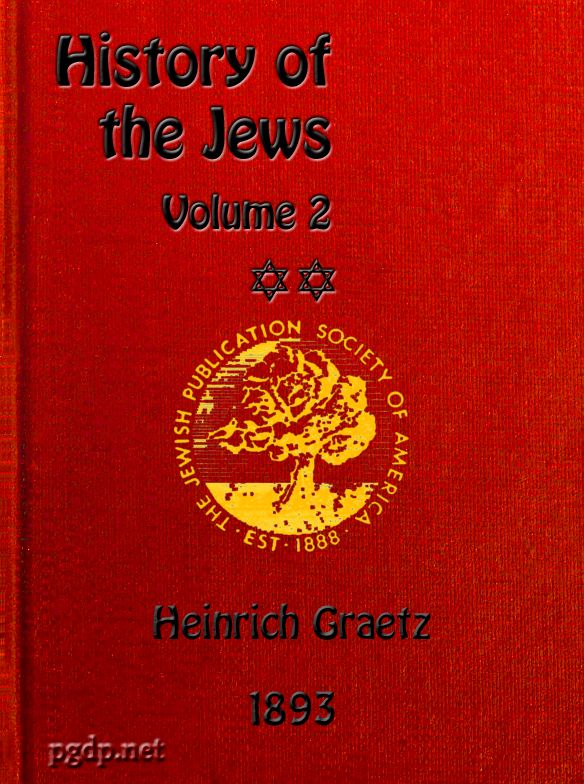 History of
the Jews
Volume 2
THE JEWISH PUBLICATION SOCIETY OF AMERICA
· EST · 1888 ·
Heinrich Graetz
1893
pgdp.net